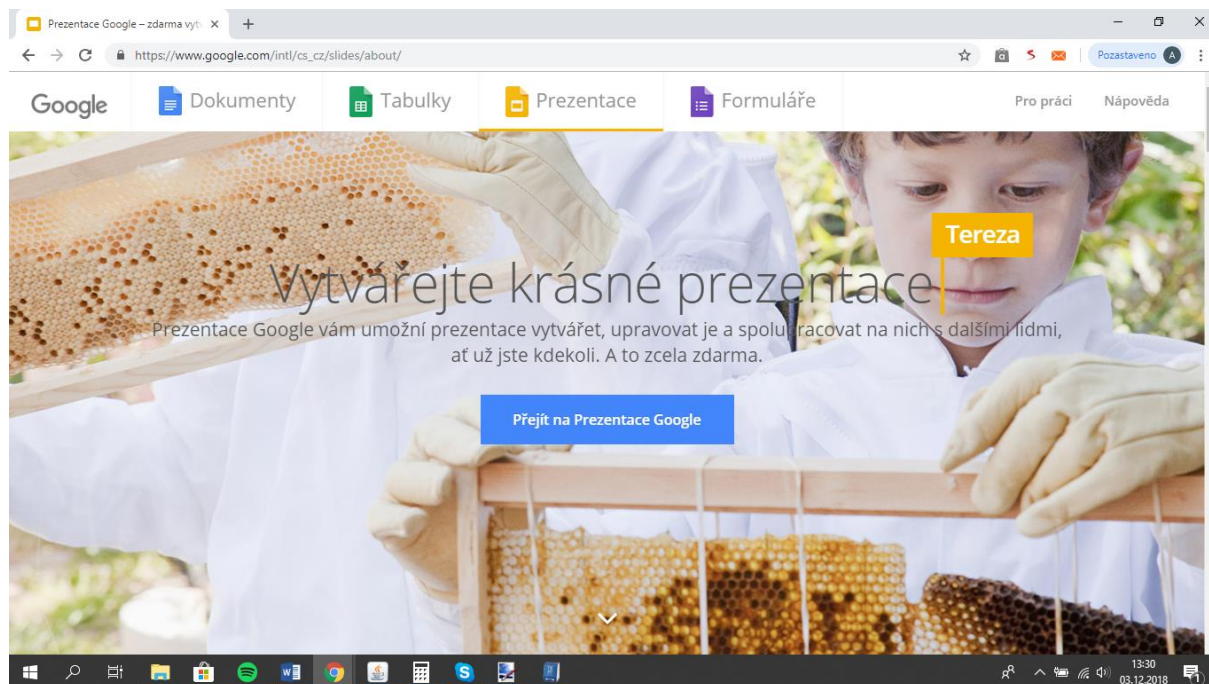 Prezentace Google – zdarma vyt
https://www.google.com/intl/cs_cz/slides/about/
Pozastaveno A
Google Dokumenty Tabulky Prezentace Formuláře Pro práci Nápověda
Tereza
Vytvářejte krásné prezentace
Prezentace Google vám umožní prezentace vytvářet, upravovat je a spolupracovat na nich s dalšími lidmi,
ať už jste kdekoli. A to zcela zdarma.
Přejít na Prezentace Google
13:30
03.12.2018